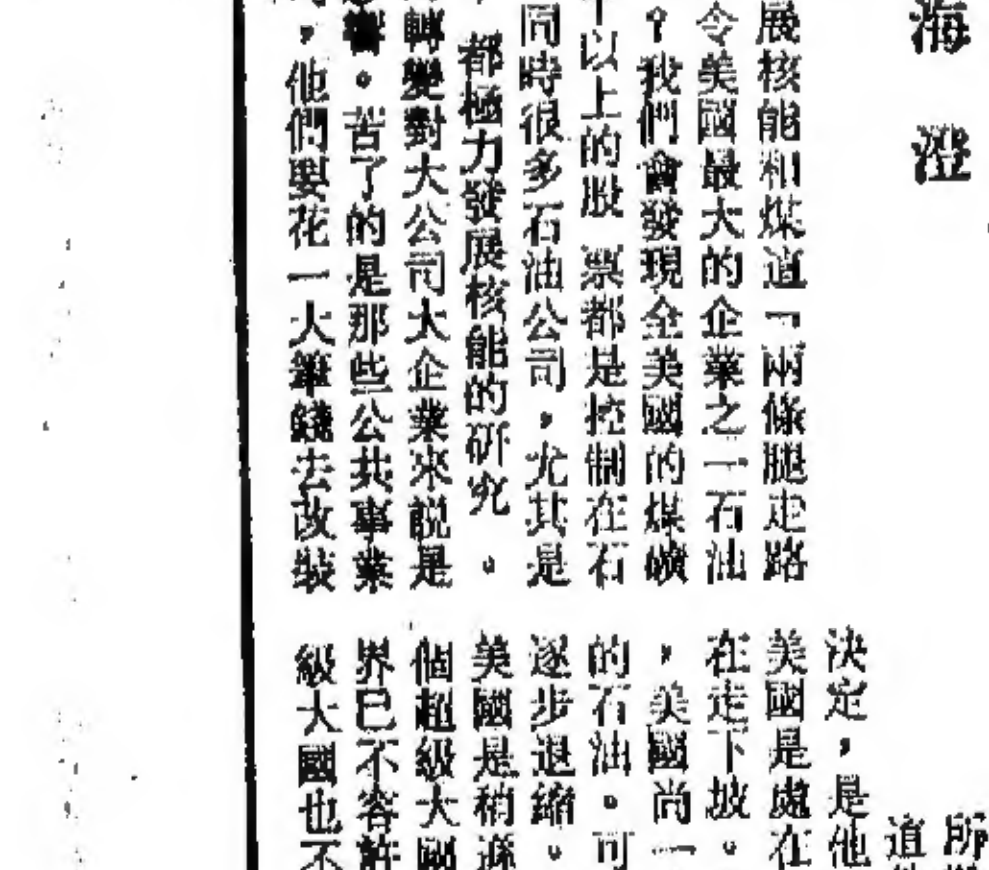 海澄
展核能和煤道「兩條腿走路
令美國最大的企業之一石油
？我們會發現全美國的煤礦
以上的股票都是控制在石
同時很多石油公司，尤其是
，都極力發展核能的研究。
轉變對大公司大企業來説是
響。苦了的是那些公共事業
，他們要花一大筆錢去改裝
所
道
決定，是他
美國是處在
在走下坡。
，美國尚一
的石油。可
逐步退縮。
美國是稍遜
個超級大國
界已不容許
級大國也不